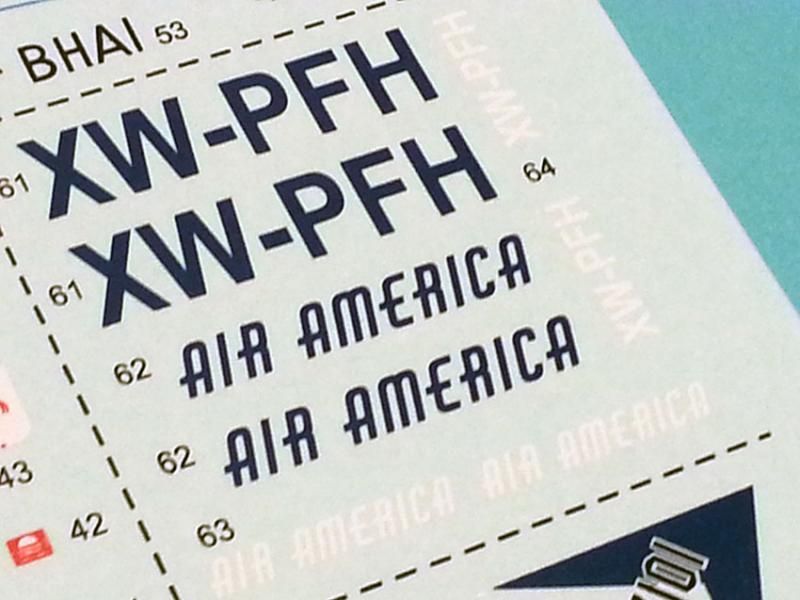 BHAI 53
61 XW-PFH
XW-PFH
61 XW-PFH
64
XW-PFH
62 AIR AMERICA
62 AIR AMERICA
63
AIR AMERICA AIR AMERICA
43
42